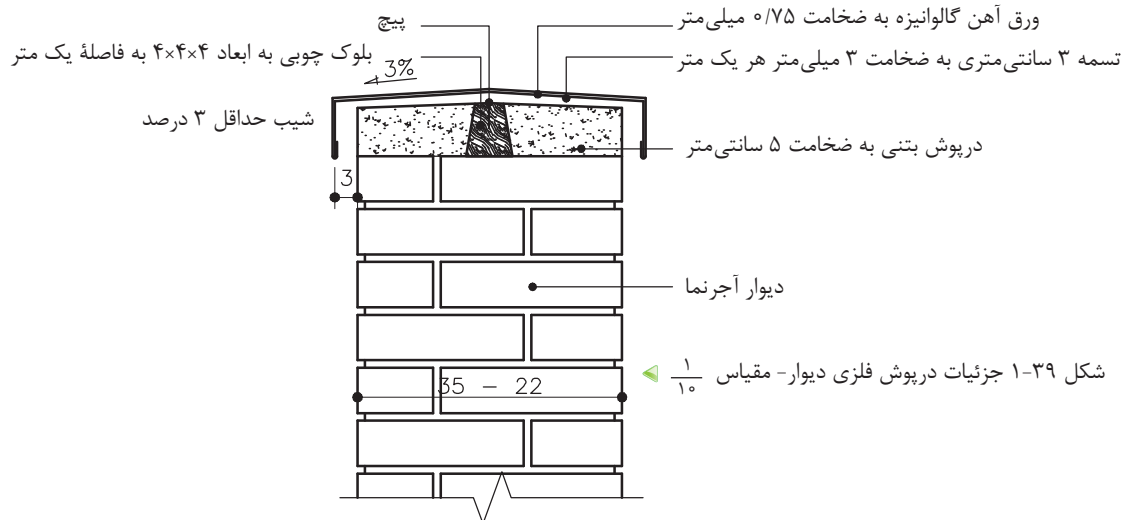 ورق آهن گالوانیزه به ضخامت ۰/۷۵ میلی‌متر
پیچ
تسمه ۳ سانتی‌متری به ضخامت ۳ میلی‌متر هر یک متر
بلوک چوبی به ابعاد ۴×۴×۴ به فاصلهٔ یک متر
3%
شیب حداقل ۳ درصد
درپوش بتنی به ضخامت ۵ سانتی‌متر
3
دیوار آجرنما
شکل ۳۹-۱ جزئیات درپوش فلزی دیوار- مقیاس ۱/۱۰
35 – 22